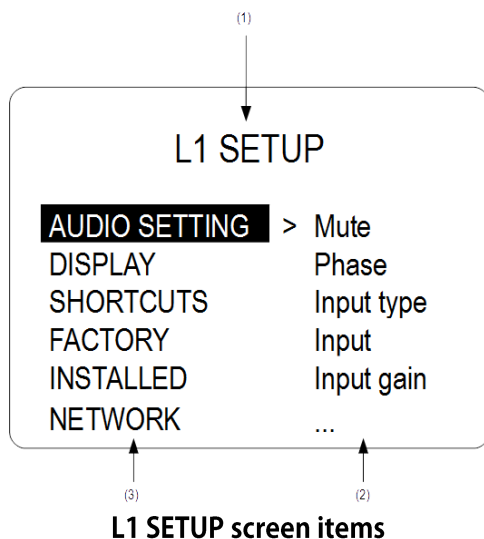 (1)
L1 SETUP
AUDIO SETTING > Mute
DISPLAY Phase
SHORTCUTS Input type
FACTORY Input
INSTALLED Input gain
NETWORK ...
(3) (2)
L1 SETUP screen items